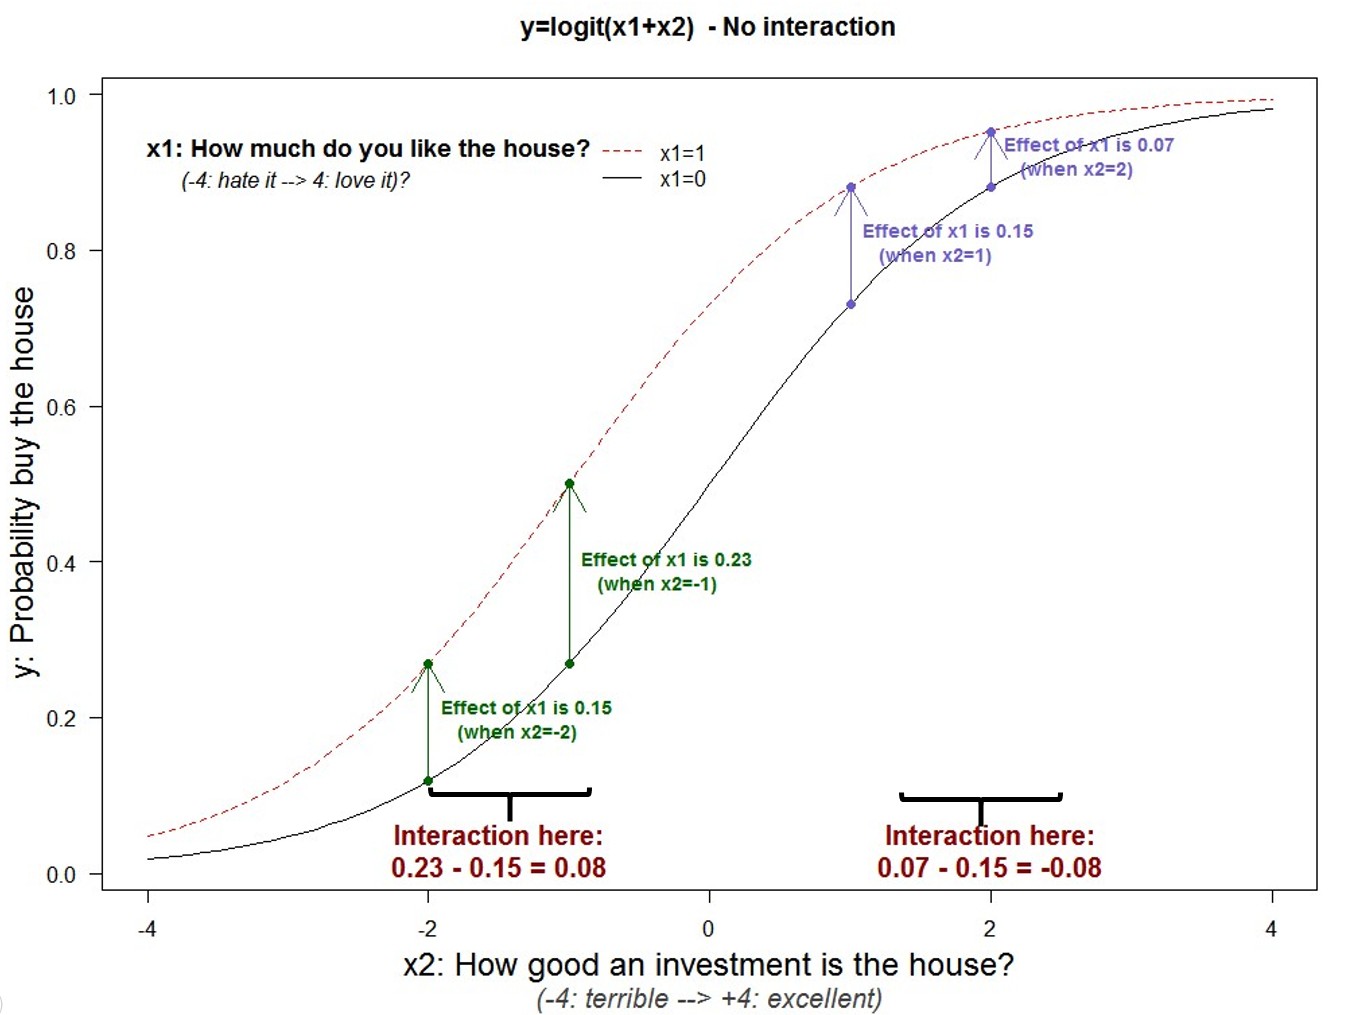 y=logit(x1+x2)  - No interaction
1.0
0.8
0.6
0.4
0.2
0.0
y: Probability buy the house
x1: How much do you like the house?
(-4: hate it --> 4: love it)?
x1=1
x1=0
Effect of x1 is 0.07
(when x2=2)
Effect of x1 is 0.15
(when x2=1)
Effect of x1 is 0.23
(when x2=-1)
Effect of x1 is 0.15
(when x2=-2)
Interaction here:
0.23 - 0.15 = 0.08
Interaction here:
0.07 - 0.15 = -0.08
-4
-2
0
2
4
x2: How good an investment is the house?
(-4: terrible --> +4: excellent)